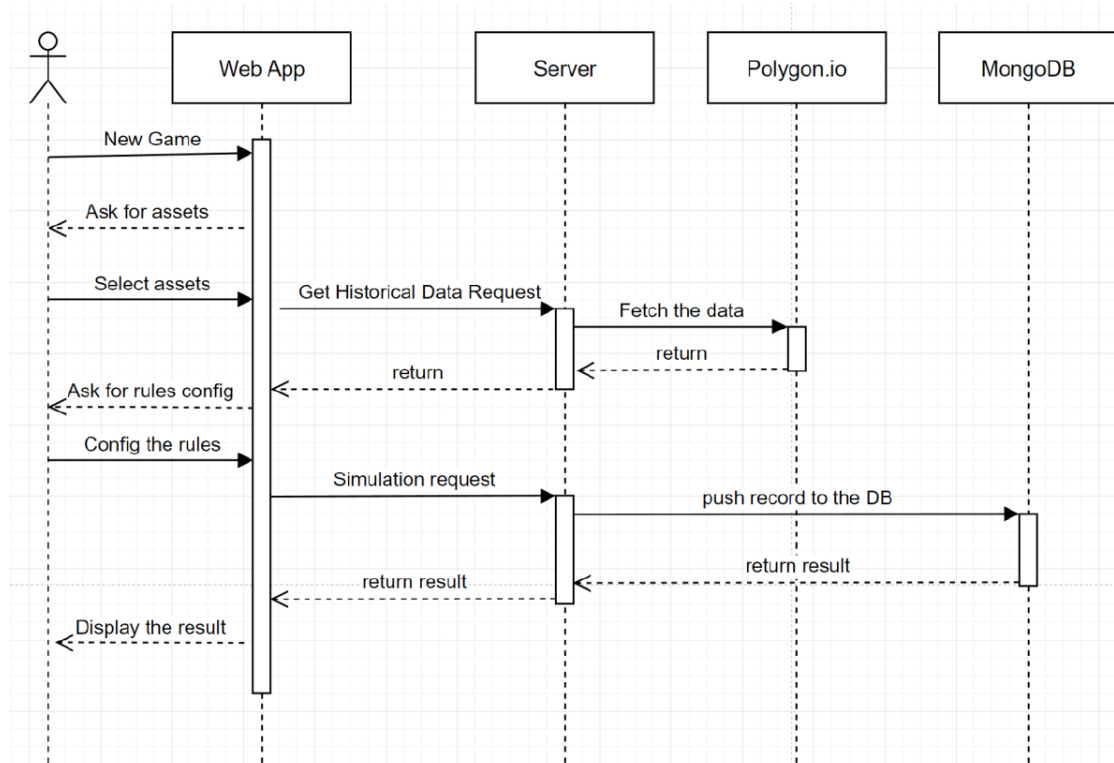 Web App
Server
Polygon.io
MongoDB
New Game
Ask for assets
Select assets
Get Historical Data Request
Fetch the data
return
return
Ask for rules config
Config the rules
Simulation request
push record to the DB
return result
return result
Display the result